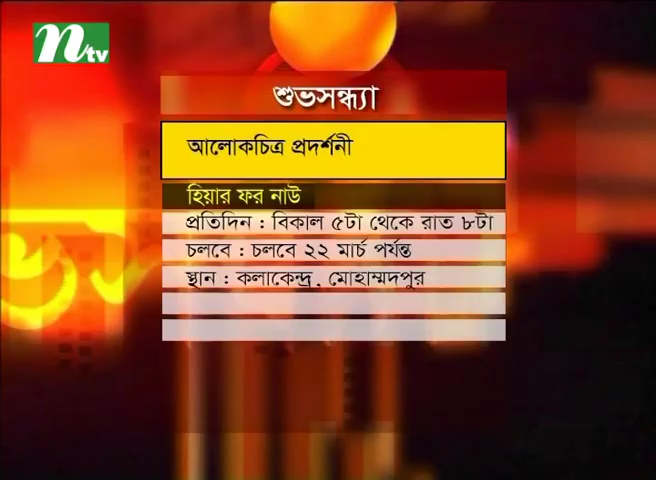 ntv
শুভসন্ধ্যা
আলোকচিত্র প্রদর্শনী
হিয়ার ফর নাউ
প্রতিদিন : বিকাল ৫টা থেকে রাত ৮টা
চলবে : চলবে ২২ মার্চ পর্যন্ত
স্থান : কলাকেন্দ্র, মোহাম্মদপুর